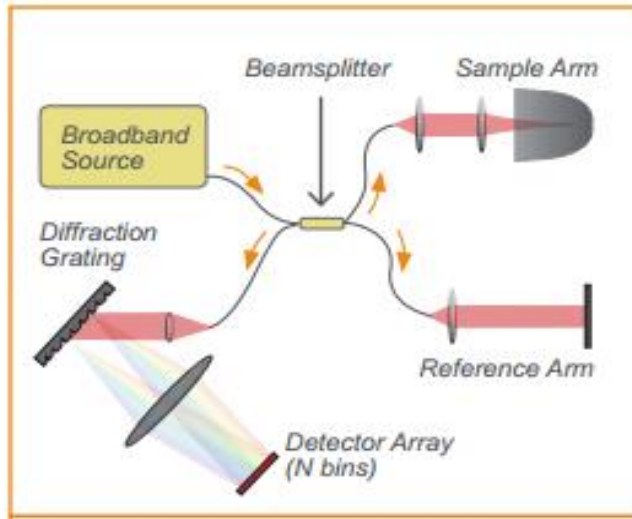 Beamsplitter
Sample Arm
Broadband
Source
Diffraction
Grating
Reference Arm
Detector Array
(N bins)